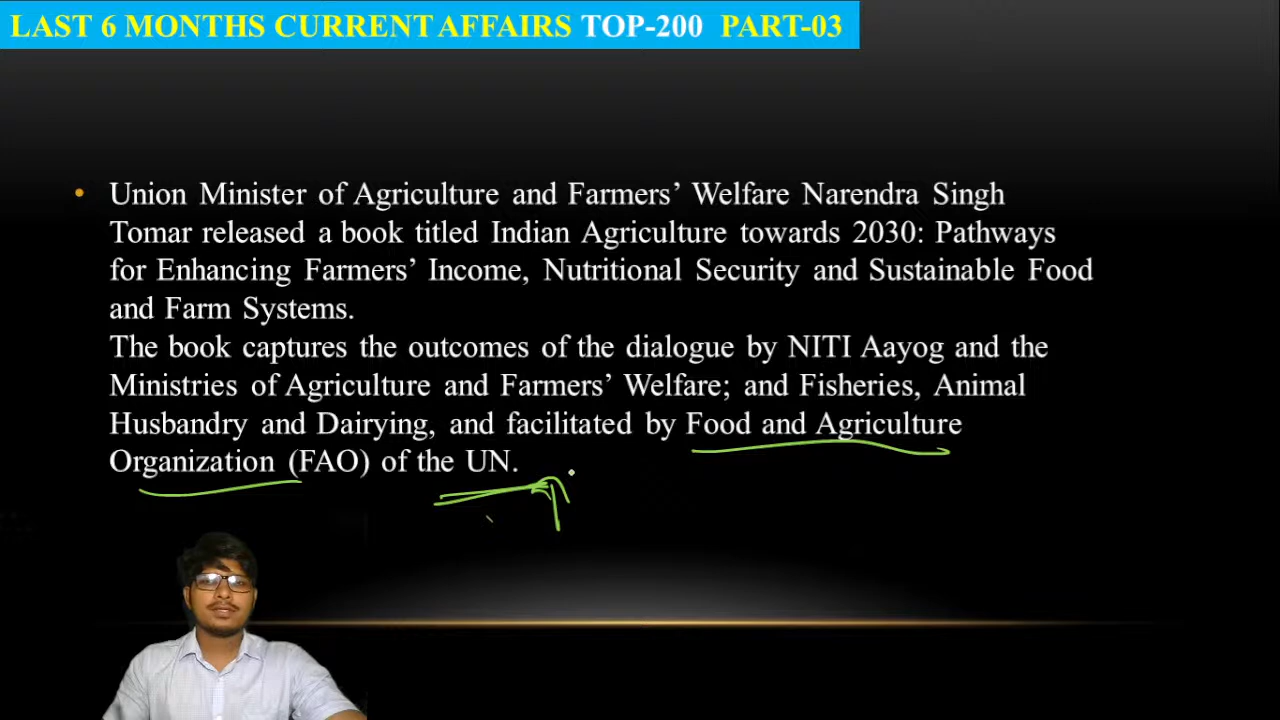 LAST 6 MONTHS CURRENT AFFAIRS TOP-200 PART-03
• Union Minister of Agriculture and Farmers’ Welfare Narendra Singh
Tomar released a book titled Indian Agriculture towards 2030: Pathways
for Enhancing Farmers’ Income, Nutritional Security and Sustainable Food
and Farm Systems.
The book captures the outcomes of the dialogue by NITI Aayog and the
Ministries of Agriculture and Farmers’ Welfare; and Fisheries, Animal
Husbandry and Dairying, and facilitated by Food and Agriculture
Organization (FAO) of the UN.